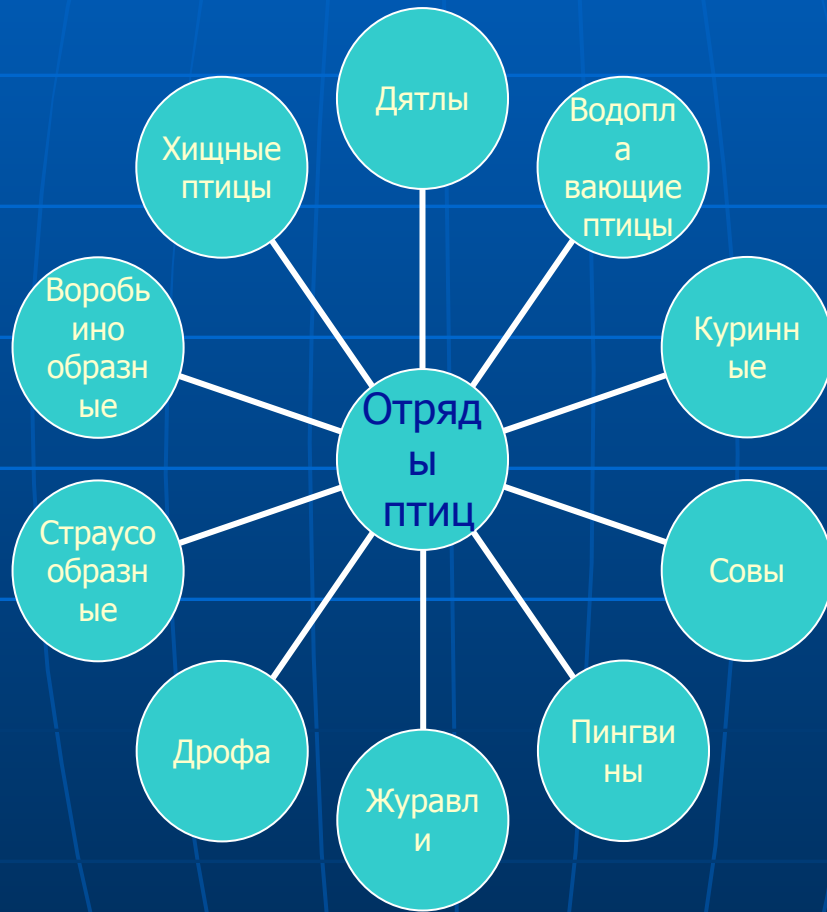 Дятлы
Водопл
а
вающие
птицы
Хищные
птицы
Воробь
ино
образн
ые
Куринн
ые
Отряд
ы
птиц
Страусо
образн
ые
Совы
Дрофа
Пингви
ны
Журавл
и